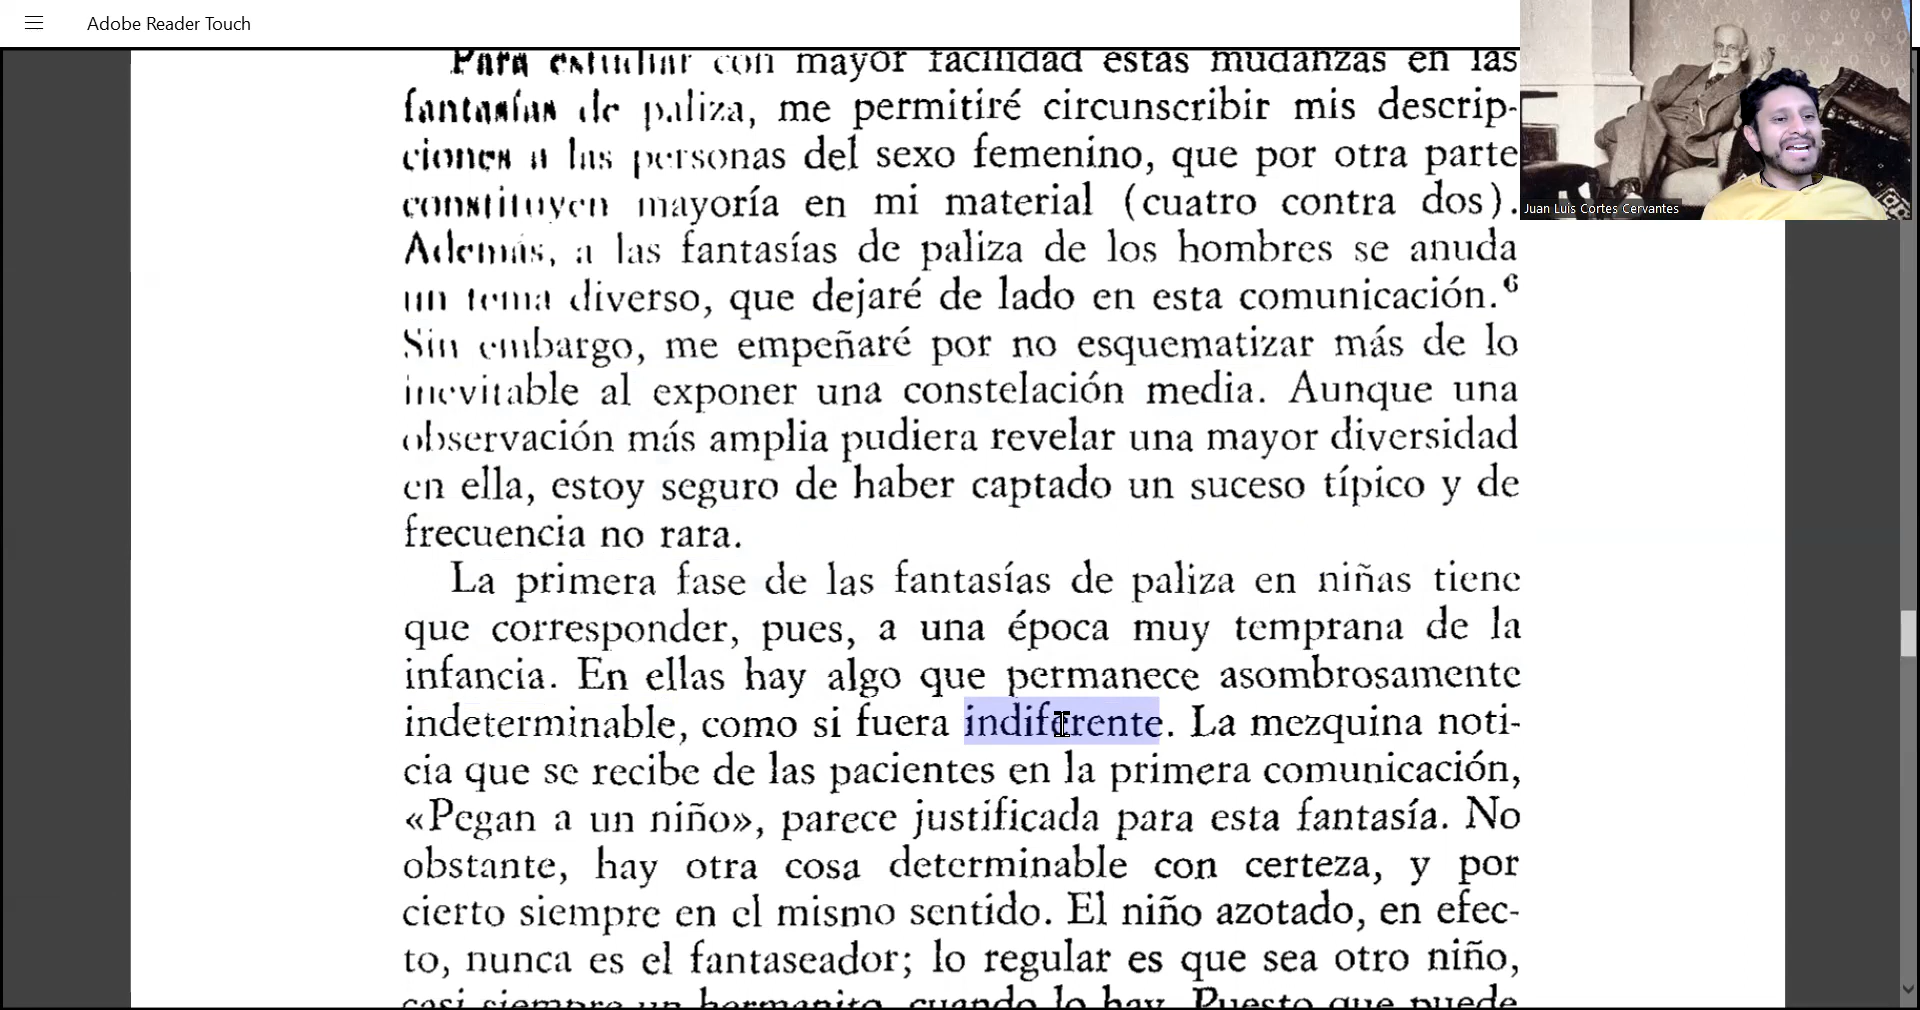 Adobe Reader Touch
Juan Luis Cortes Cervantes
Para estudiar con mayor facilidad estas mudanzas en las
fantasías de paliza, me permitiré circunscribir mis descrip-
ciones a las personas del sexo femenino, que por otra parte
constituyen mayoría en mi material (cuatro contra dos).
Además, a las fantasías de paliza de los hombres se anuda
un tema diverso, que dejaré de lado en esta comunicación.⁶
Sin embargo, me empeñaré por no esquematizar más de lo
inevitable al exponer una constelación media. Aunque una
observación más amplia pudiera revelar una mayor diversidad
en ella, estoy seguro de haber captado un suceso típico y de
frecuencia no rara.
La primera fase de las fantasías de paliza en niñas tiene
que corresponder, pues, a una época muy temprana de la
infancia. En ellas hay algo que permanece asombrosamente
indeterminable, como si fuera indiferente. La mezquina noti-
cia que se recibe de las pacientes en la primera comunicación,
«Pegan a un niño», parece justificada para esta fantasía. No
obstante, hay otra cosa determinable con certeza, y por
cierto siempre en el mismo sentido. El niño azotado, en efec-
to, nunca es el fantaseador; lo regular es que sea otro niño,
casi siempre un hermanito, cuando lo hay. Puesto que puede